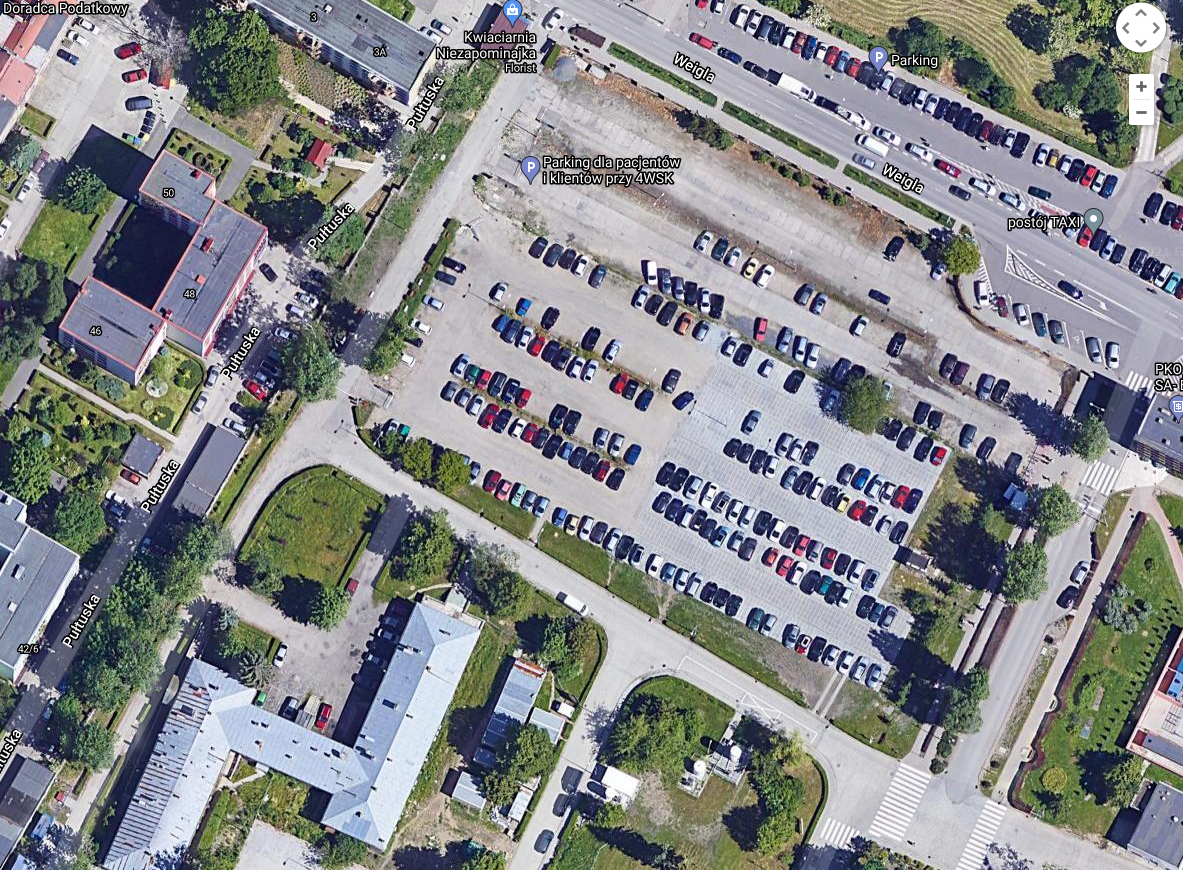 Doradca Podatkowy
3
3A
Kwiaciarnia
Niezapominajka
Florist
Weigla
P
Parking
+
−
Pułtuska
P
Parking dla pacjentów
i klientów przy 4WSK
Weigla
50
Pułtuska
postój TAXI
48
46
Pułtuska
PKO
SA- B
Pułtuska
Pułtuska
42/6